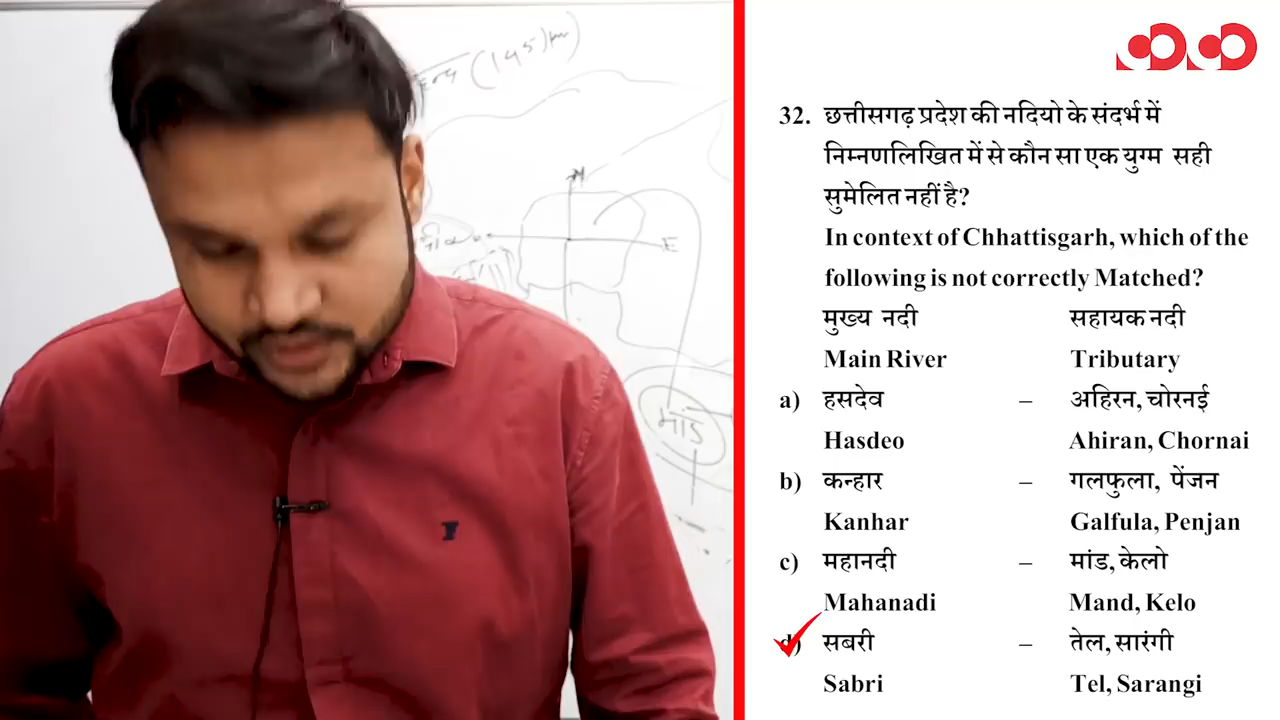 32. छत्तीसगढ़ प्रदेश की नदियो के संदर्भ में
निम्नणलिखित में से कौन सा एक युग्म सही
सुमेलित नहीं है?
In context of Chhattisgarh, which of the
following is not correctly Matched?
मुख्य नदी सहायक नदी
Main River Tributary
a) हसदेव – अहिरन, चोरनई
Hasdeo Ahiran, Chornai
b) कन्हार – गलफुला, पेंजन
Kanhar Galfula, Penjan
c) महानदी – मांड, केलो
Mahanadi Mand, Kelo
d) सबरी – तेल, सारंगी
Sabri Tel, Sarangi
N
E
मांड